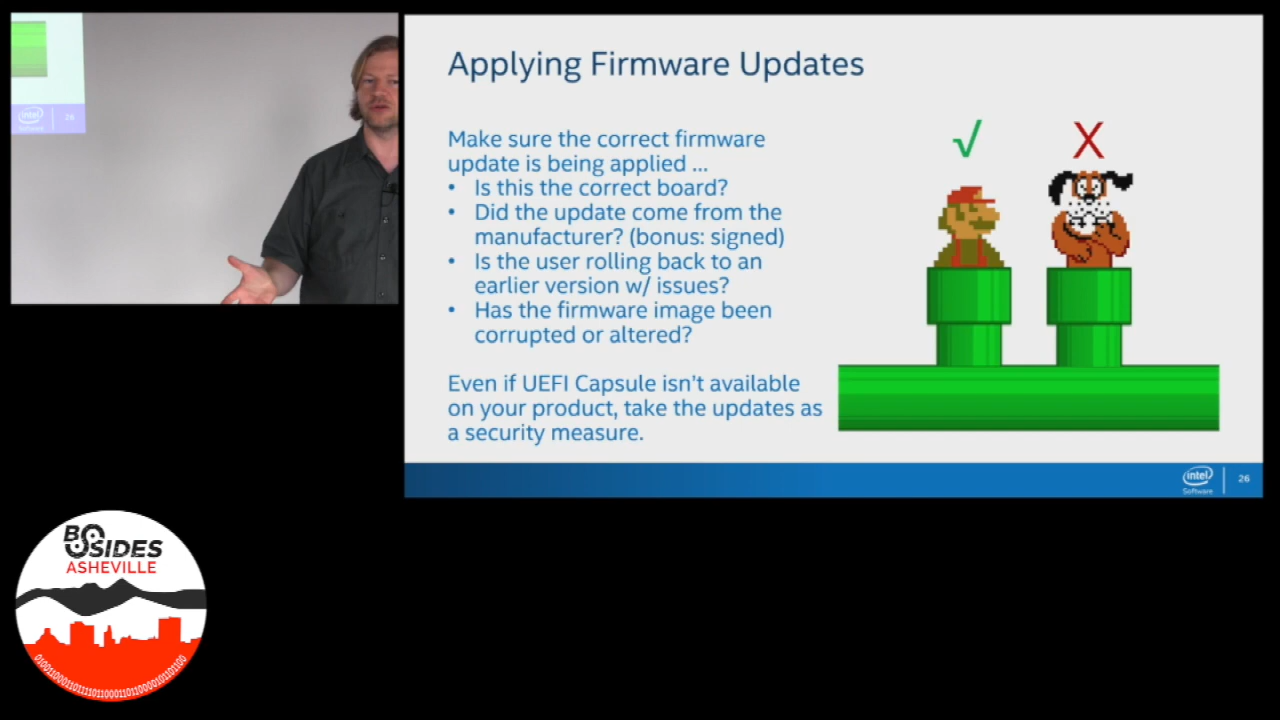 Applying Firmware Updates
Make sure the correct firmware
update is being applied ...
• Is this the correct board?
• Did the update come from the
manufacturer? (bonus: signed)
• Is the user rolling back to an
earlier version w/ issues?
• Has the firmware image been
corrupted or altered?
Even if UEFI Capsule isn't available
on your product, take the updates as
a security measure.
√ X
intel
Software
26
intel
Software
26
BSIDES
ASHEVILLE